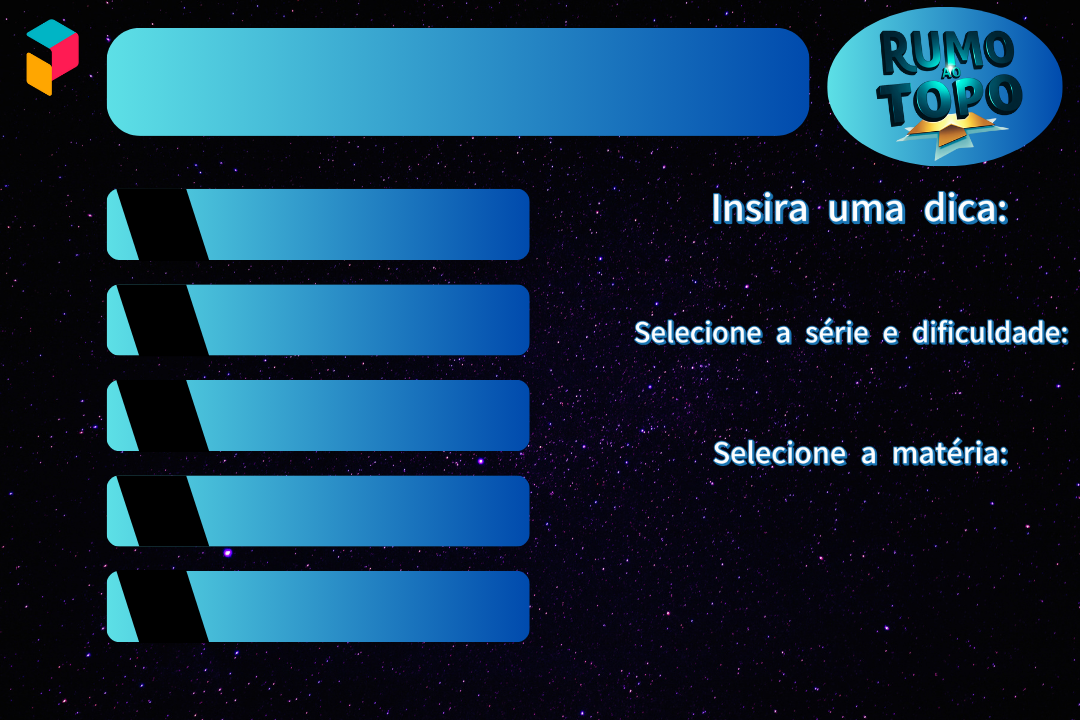 RUMO
AO
TOPO
Insira uma dica:
Selecione a série e dificuldade:
Selecione a matéria: